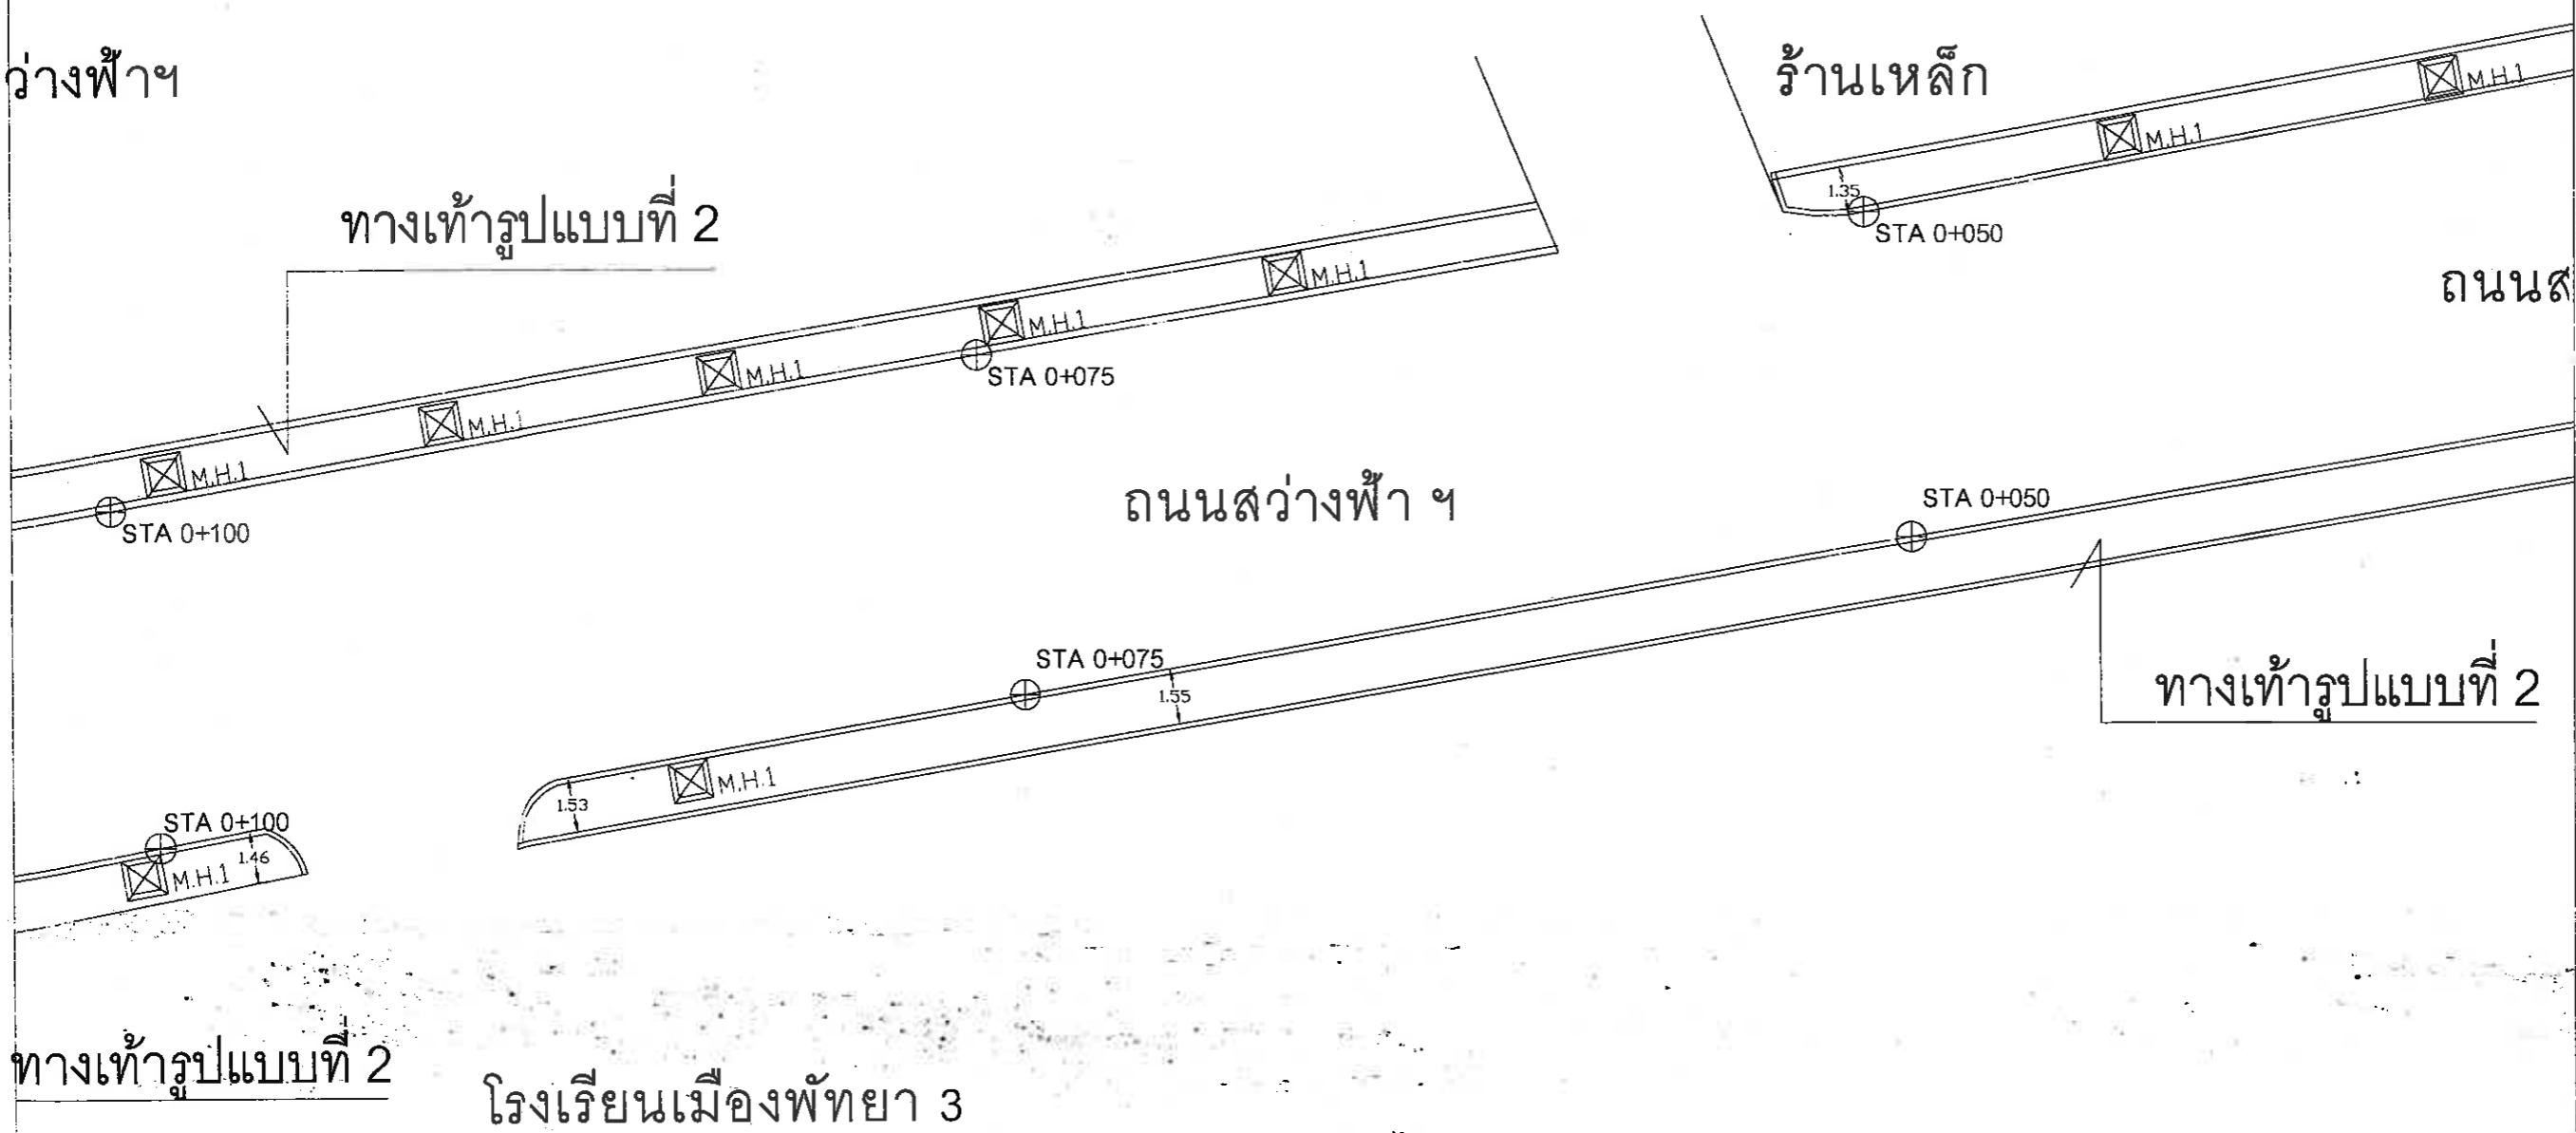 ว่างฟ้าฯ
ร้านเหล็ก
M.H.1
M.H.1
1.35
STA 0+050
ทางเท้ารูปแบบที่ 2
M.H.1
ถนนส
M.H.1
STA 0+075
M.H.1
M.H.1
M.H.1
STA 0+100
ถนนสว่างฟ้า ฯ
STA 0+050
STA 0+075
1.55
ทางเท้ารูปแบบที่ 2
M.H.1
1.53
STA 0+100
1.46
M.H.1
ทางเท้ารูปแบบที่ 2
โรงเรียนเมืองพัทยา 3